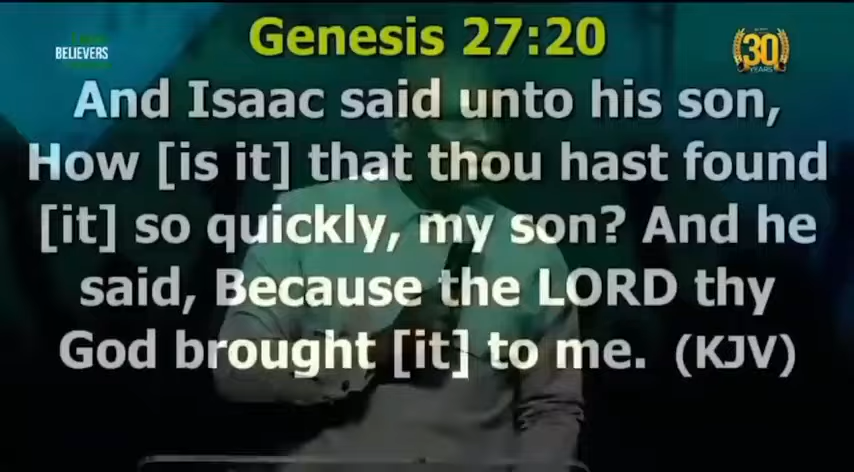 Genesis 27:20
BELIEVERS
30
YEARS
And Isaac said unto his son,
How [is it] that thou hast found
[it] so quickly, my son? And he
said, Because the LORD thy
God brought [it] to me. (KJV)